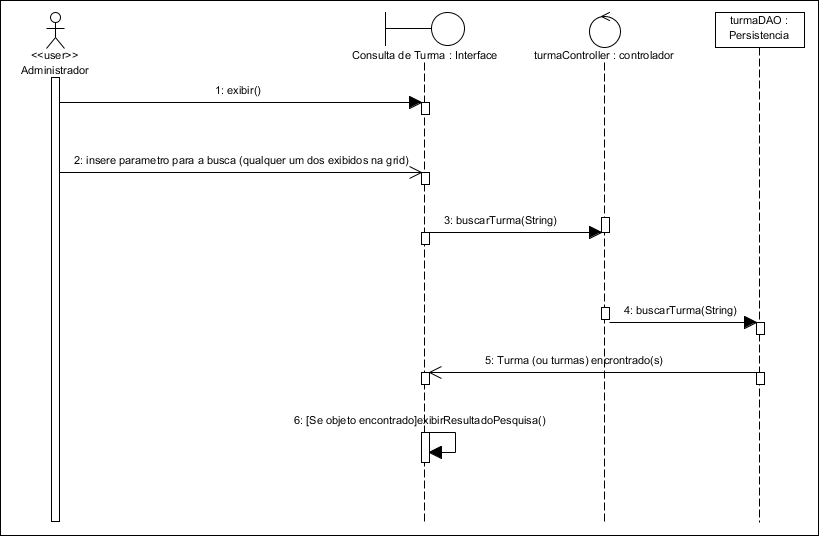 <<user>>
Administrador
Consulta de Turma : Interface
turmaController : controlador
turmaDAO :
Persistencia
1: exibir()
2: insere parametro para a busca (qualquer um dos exibidos na grid)
3: buscarTurma(String)
4: buscarTurma(String)
5: Turma (ou turmas) encrontrado(s)
6: [Se objeto encontrado]exibirResultadoPesquisa()